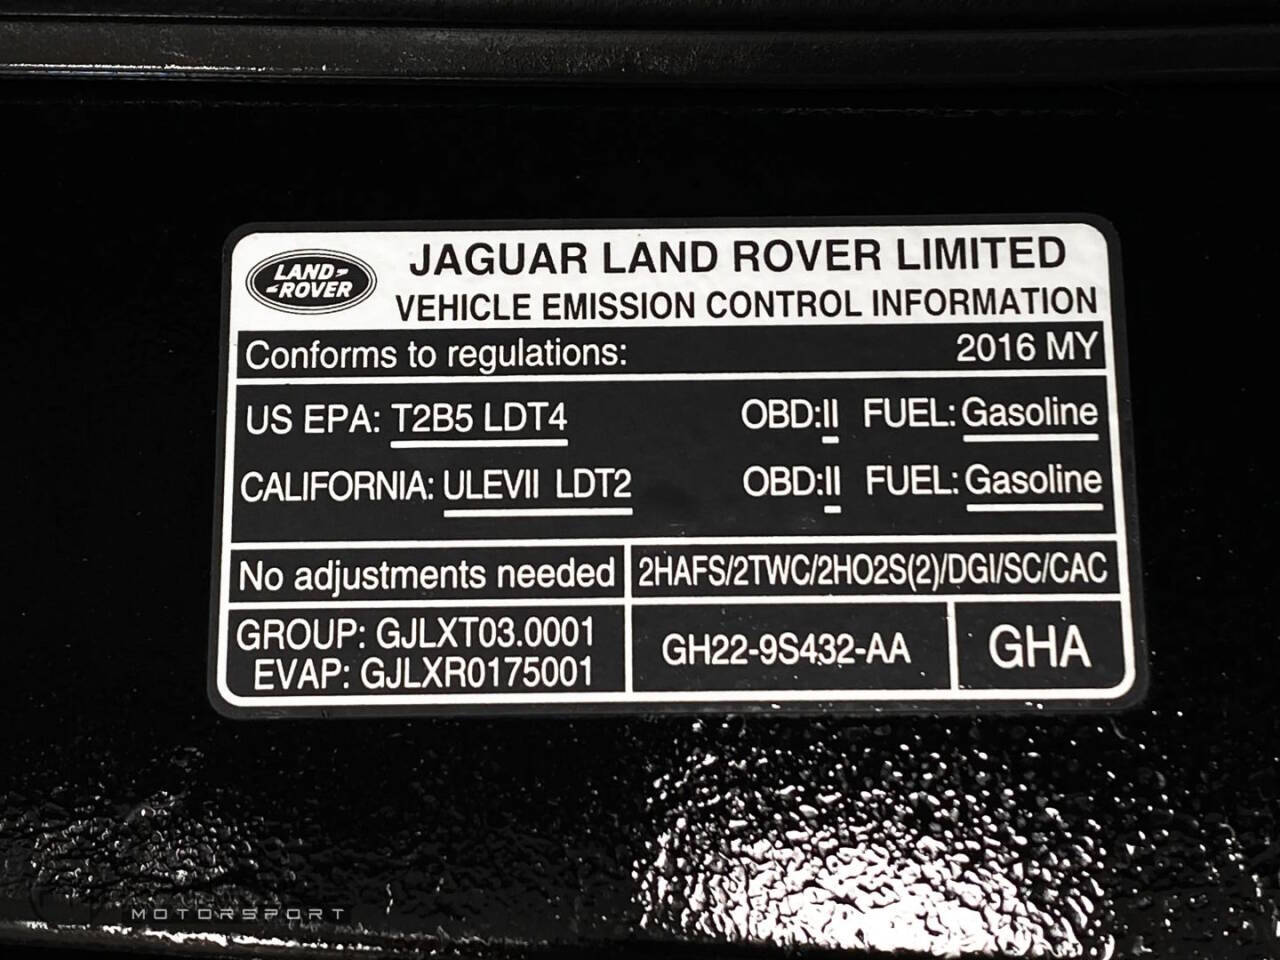 LAND
ROVER
JAGUAR LAND ROVER LIMITED
VEHICLE EMISSION CONTROL INFORMATION
Conforms to regulations: 2016 MY
US EPA: T2B5 LDT4 OBD:II FUEL: Gasoline
CALIFORNIA: ULEVII LDT2 OBD:II FUEL: Gasoline
No adjustments needed 2HAFS/2TWC/2HO2S(2)/DGI/SC/CAC
GROUP: GJLXT03.0001
EVAP: GJLXR0175001
GH22-9S432-AA
GHA
MOTORSPORT